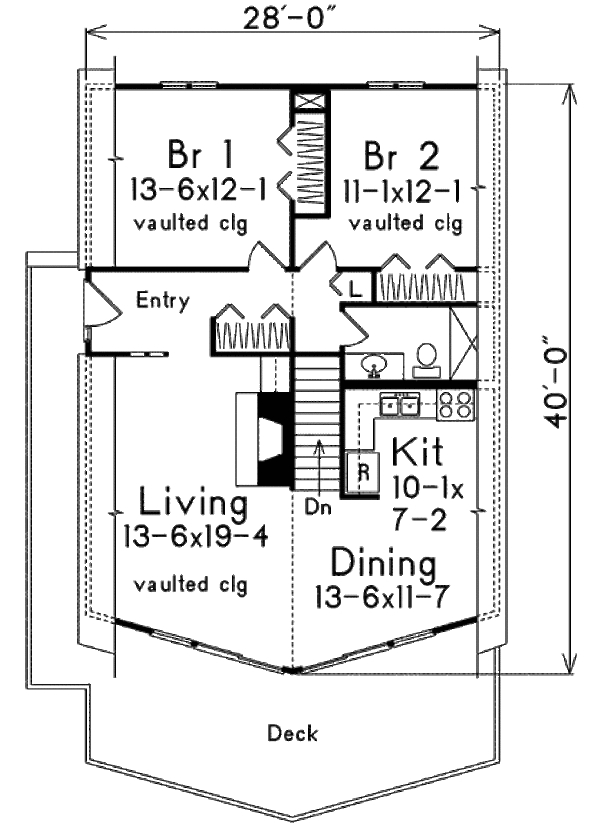 28'-0"
Br 1
13-6x12-1
vaulted clg
Br 2
11-1x12-1
vaulted clg
Entry
L
40'-0"
Kit
10-1x
7-2
R
Living
13-6x19-4
vaulted clg
Dn
Dining
13-6x11-7
Deck